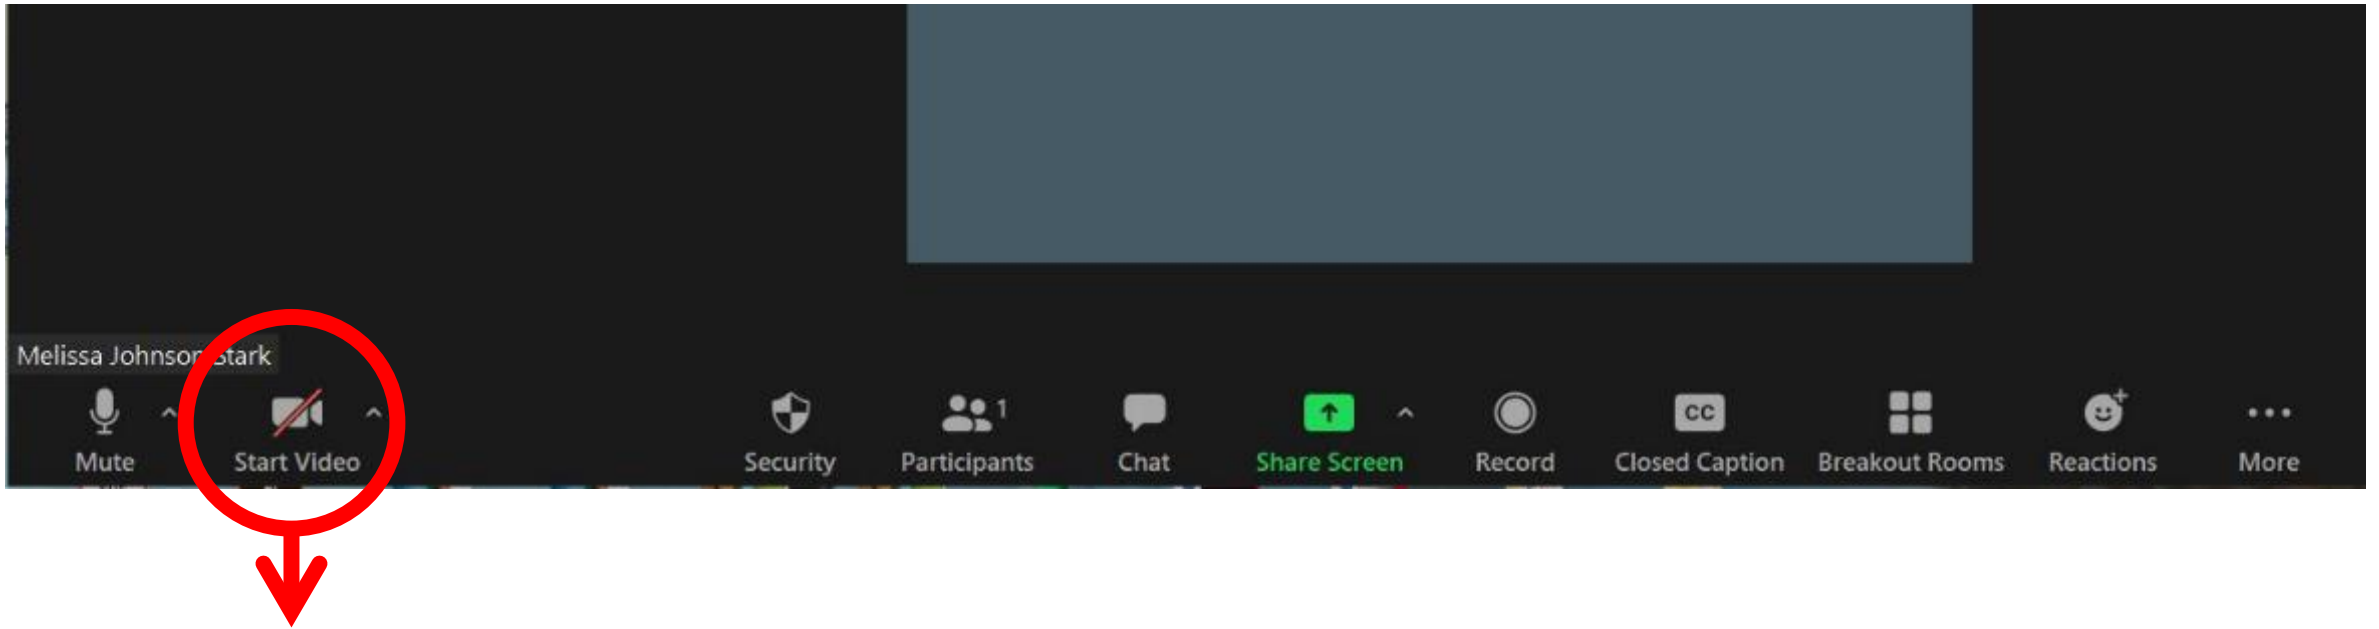 Melissa Johnson Stark
1
CC
Mute Start Video Security Participants Chat Share Screen Record Closed Caption Breakout Rooms Reactions More